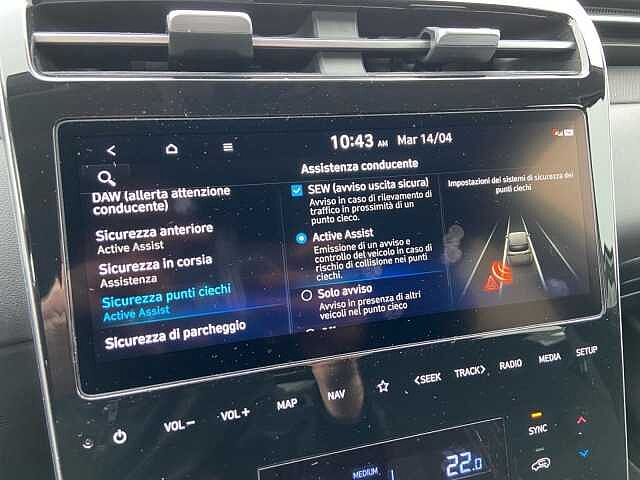 10:43 AM Mar 14/04
Assistenza conducente
DAW (allerta attenzione
conducente)
Sicurezza anteriore
Active Assist
Sicurezza in corsia
Assistenza
Sicurezza punti ciechi
Active Assist
Sicurezza di parcheggio
SEW (avviso uscita sicura)
Avviso in caso di rilevamento di
traffico in prossimità di un
punto cieco.
Active Assist
Emissione di un avviso e
controllo del veicolo in caso di
rischio di collisione nei punti
ciechi.
Solo avviso
Avviso in presenza di altri
veicoli nel punto cieco
Impostazioni dei sistemi di sicurezza dei
punti ciechi
VOL− VOL+ MAP NAV ☆ <SEEK TRACK> RADIO MEDIA SETUP
SYNC
MEDIUM 22.0